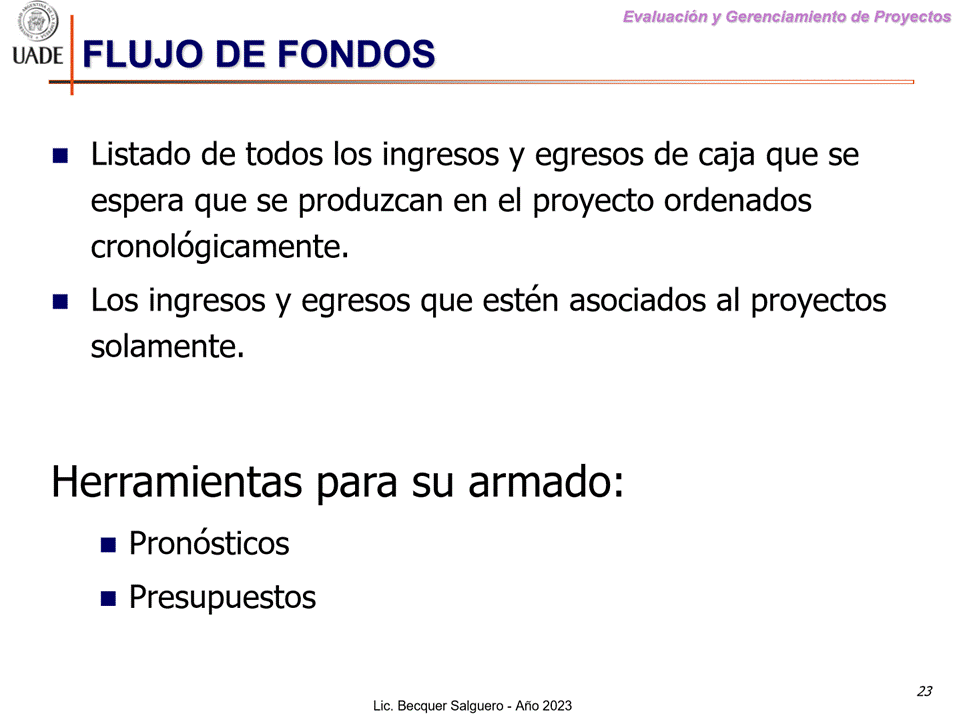 Evaluación y Gerenciamiento de Proyectos
UADE
FLUJO DE FONDOS
Listado de todos los ingresos y egresos de caja que se
espera que se produzcan en el proyecto ordenados
cronológicamente.
Los ingresos y egresos que estén asociados al proyectos
solamente.
Herramientas para su armado:
Pronósticos
Presupuestos
23
Lic. Becquer Salguero - Año 2023